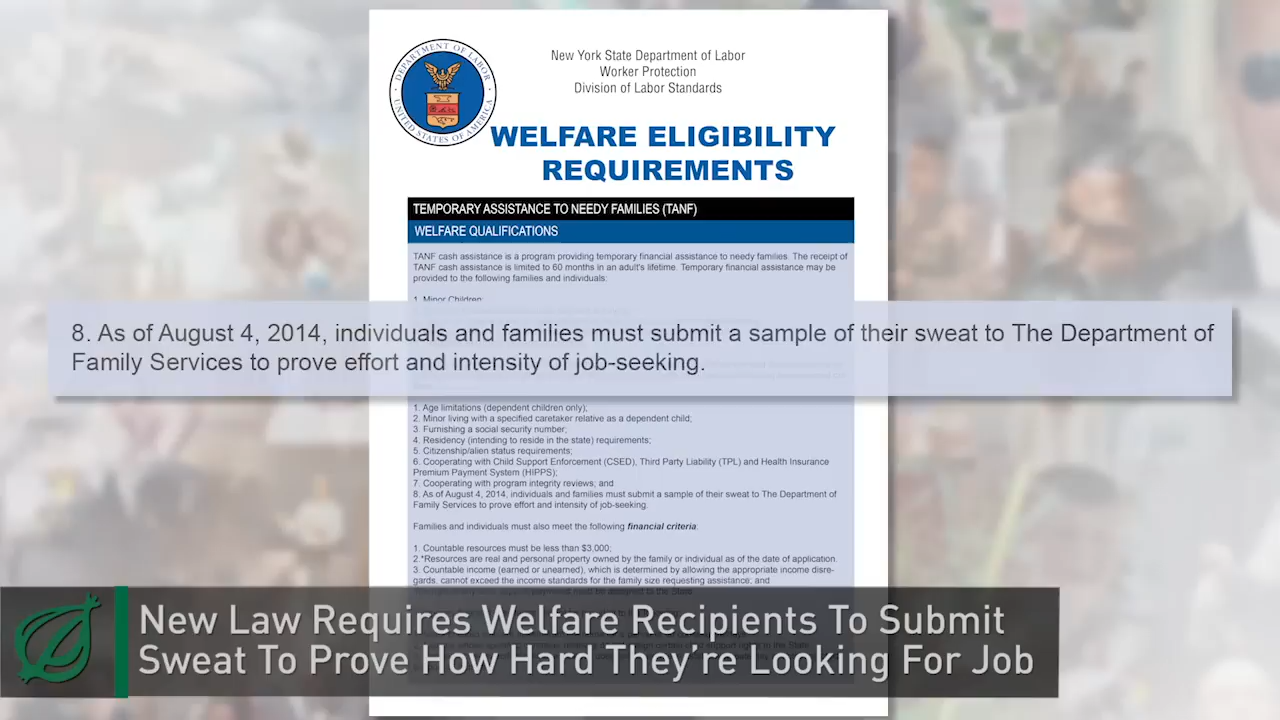 DEPARTMENT OF LABOR
UNITED STATES OF AMERICA
New York State Department of Labor
Worker Protection
Division of Labor Standards
WELFARE ELIGIBILITY
REQUIREMENTS
TEMPORARY ASSISTANCE TO NEEDY FAMILIES (TANF)
WELFARE QUALIFICATIONS
TANF cash assistance is a program providing temporary financial assistance to needy families. The receipt of
TANF cash assistance is limited to 60 months in an adult's lifetime. Temporary financial assistance may be
provided to the following families and individuals:
1. Minor Children
8. As of August 4, 2014, individuals and families must submit a sample of their sweat to The Department of
Family Services to prove effort and intensity of job-seeking.
1. Age limitations (dependent children only);
2. Minor living with a specified caretaker relative as a dependent child;
3. Furnishing a social security number;
4. Residency (intending to reside in the state) requirements;
5. Citizenship/alien status requirements;
6. Cooperating with Child Support Enforcement (CSED), Third Party Liability (TPL) and Health Insurance
Premium Payment System (HIPPS);
7. Cooperating with program integrity reviews; and
8. As of August 4, 2014, individuals and families must submit a sample of their sweat to The Department of
Family Services to prove effort and intensity of job-seeking.
Families and individuals must also meet the following financial criteria:
1. Countable resources must be less than $3,000;
2.*Resources are real and personal property owned by the family or individual as of the date of application.
3. Countable income (earned or unearned), which is determined by allowing the appropriate income disre-
gards, cannot exceed the income standards for the family size requesting assistance; and
New Law Requires Welfare Recipients To Submit
Sweat To Prove How Hard They're Looking For Job